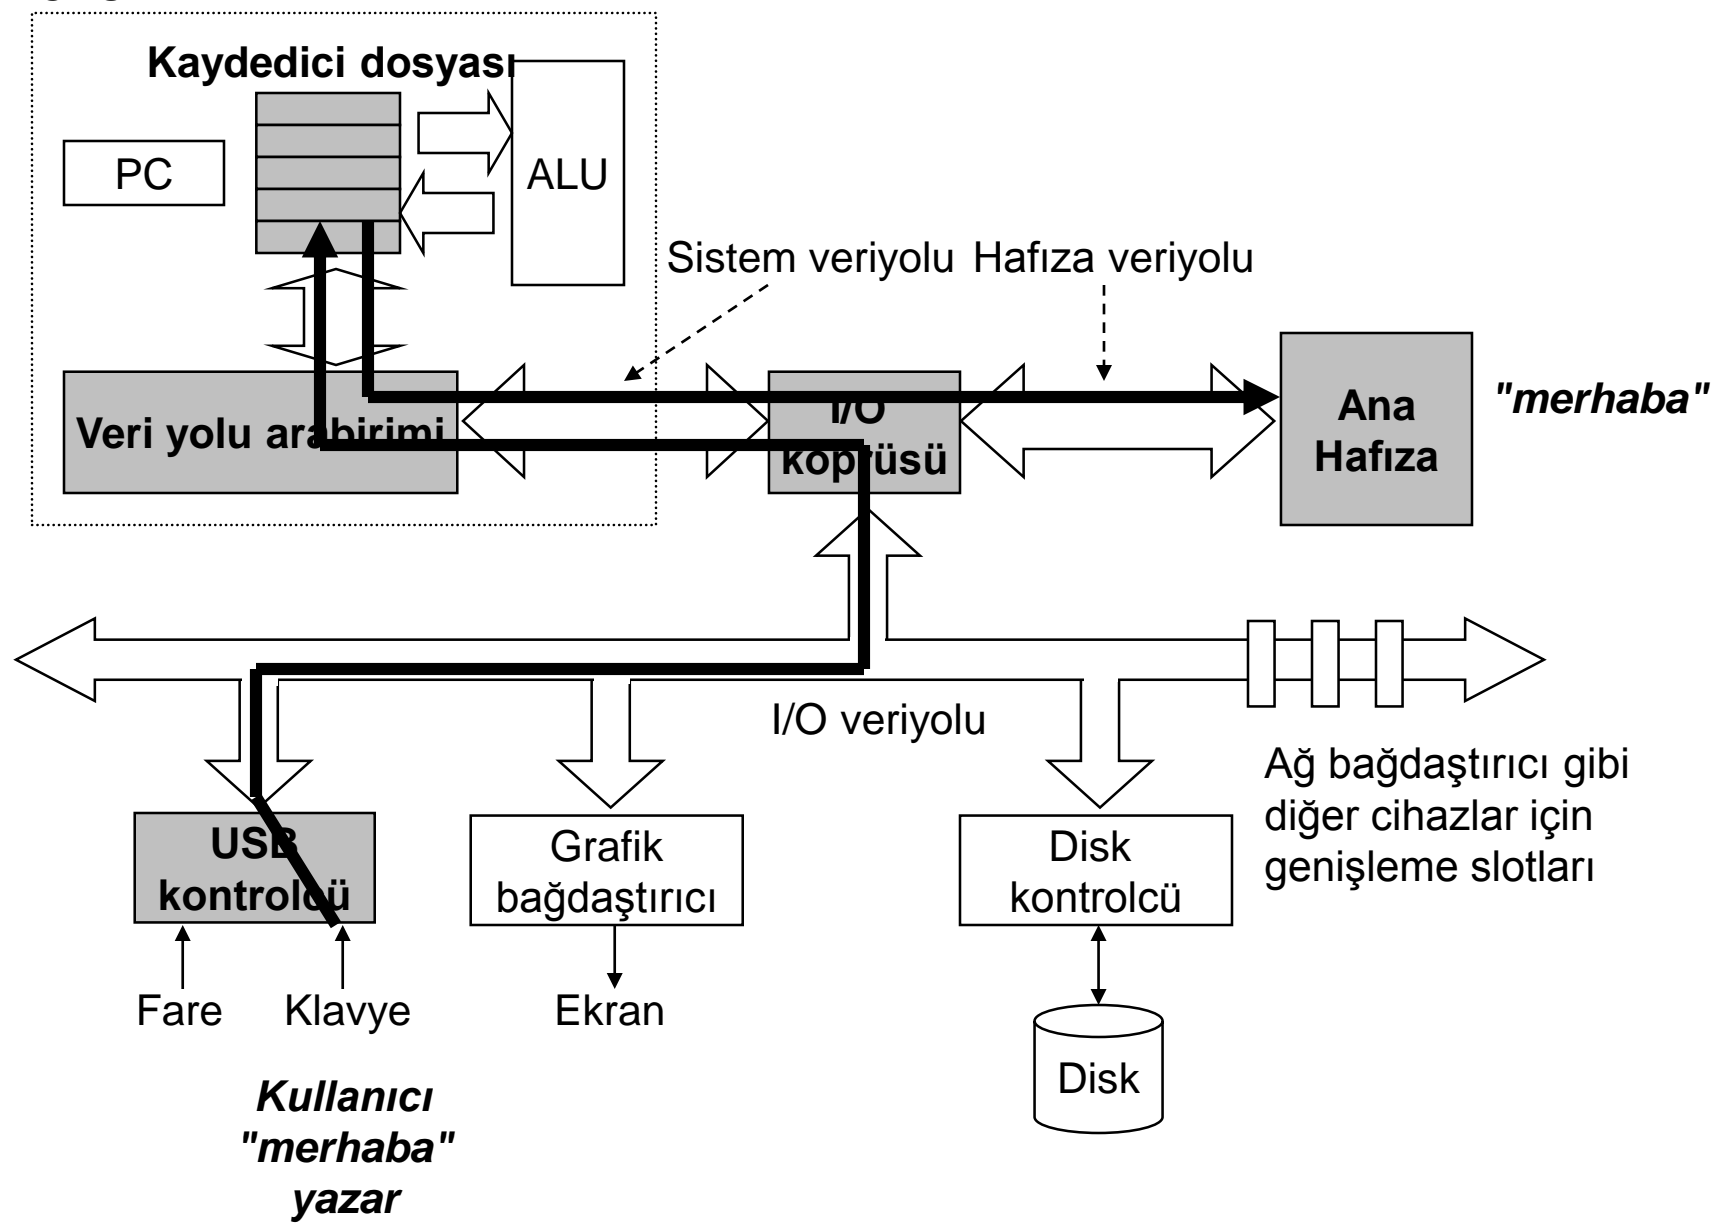 Kaydedici dosyası
PC
ALU
Sistem veriyolu
Hafıza veriyolu
Veri yolu arabirimi
I/O
köprüsü
Ana
Hafıza
"merhaba"
I/O veriyolu
Ağ bağdaştırıcı gibi
diğer cihazlar için
genişleme slotları
USB
kontrolcü
Grafik
bağdaştırıcı
Disk
kontrolcü
Fare
Klavye
Ekran
Disk
Kullanıcı
"merhaba"
yazar